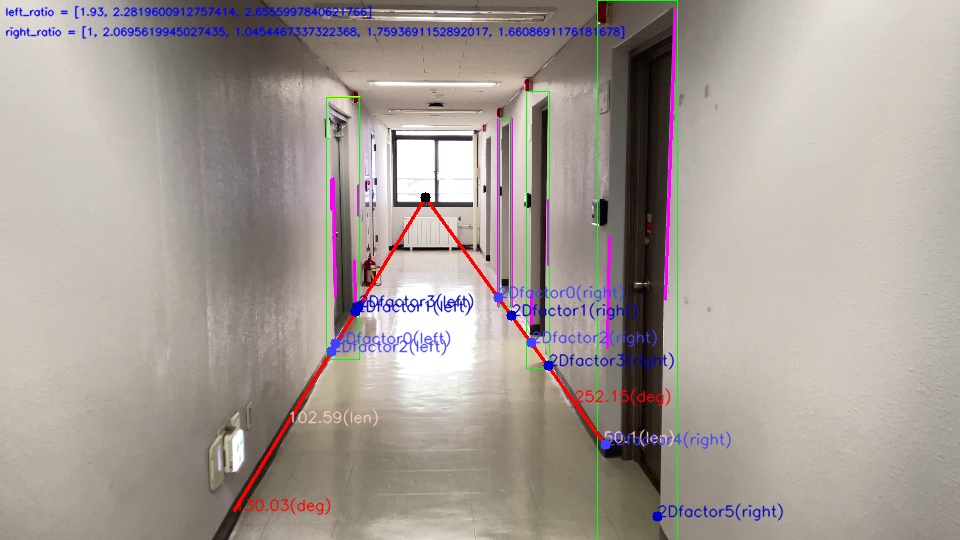 left_ratio = [1.93, 2.2819600912757414, 2.6555997840621766]
right_ratio = [1, 2.0695619945027435, 1.0454467337322368, 1.7593691152892017, 1.6608691176181678]
2Dfactor0(right)
2Dfactor3(left)
2Dfactor1(left)
2Dfactor1(right)
2Dfactor0(left)
2Dfactor2(right)
2Dfactor2(left)
2Dfactor3(right)
252.15(deg)
102.59(len)
50.1(len)
2Dfactor4(right)
130.03(deg)
2Dfactor5(right)